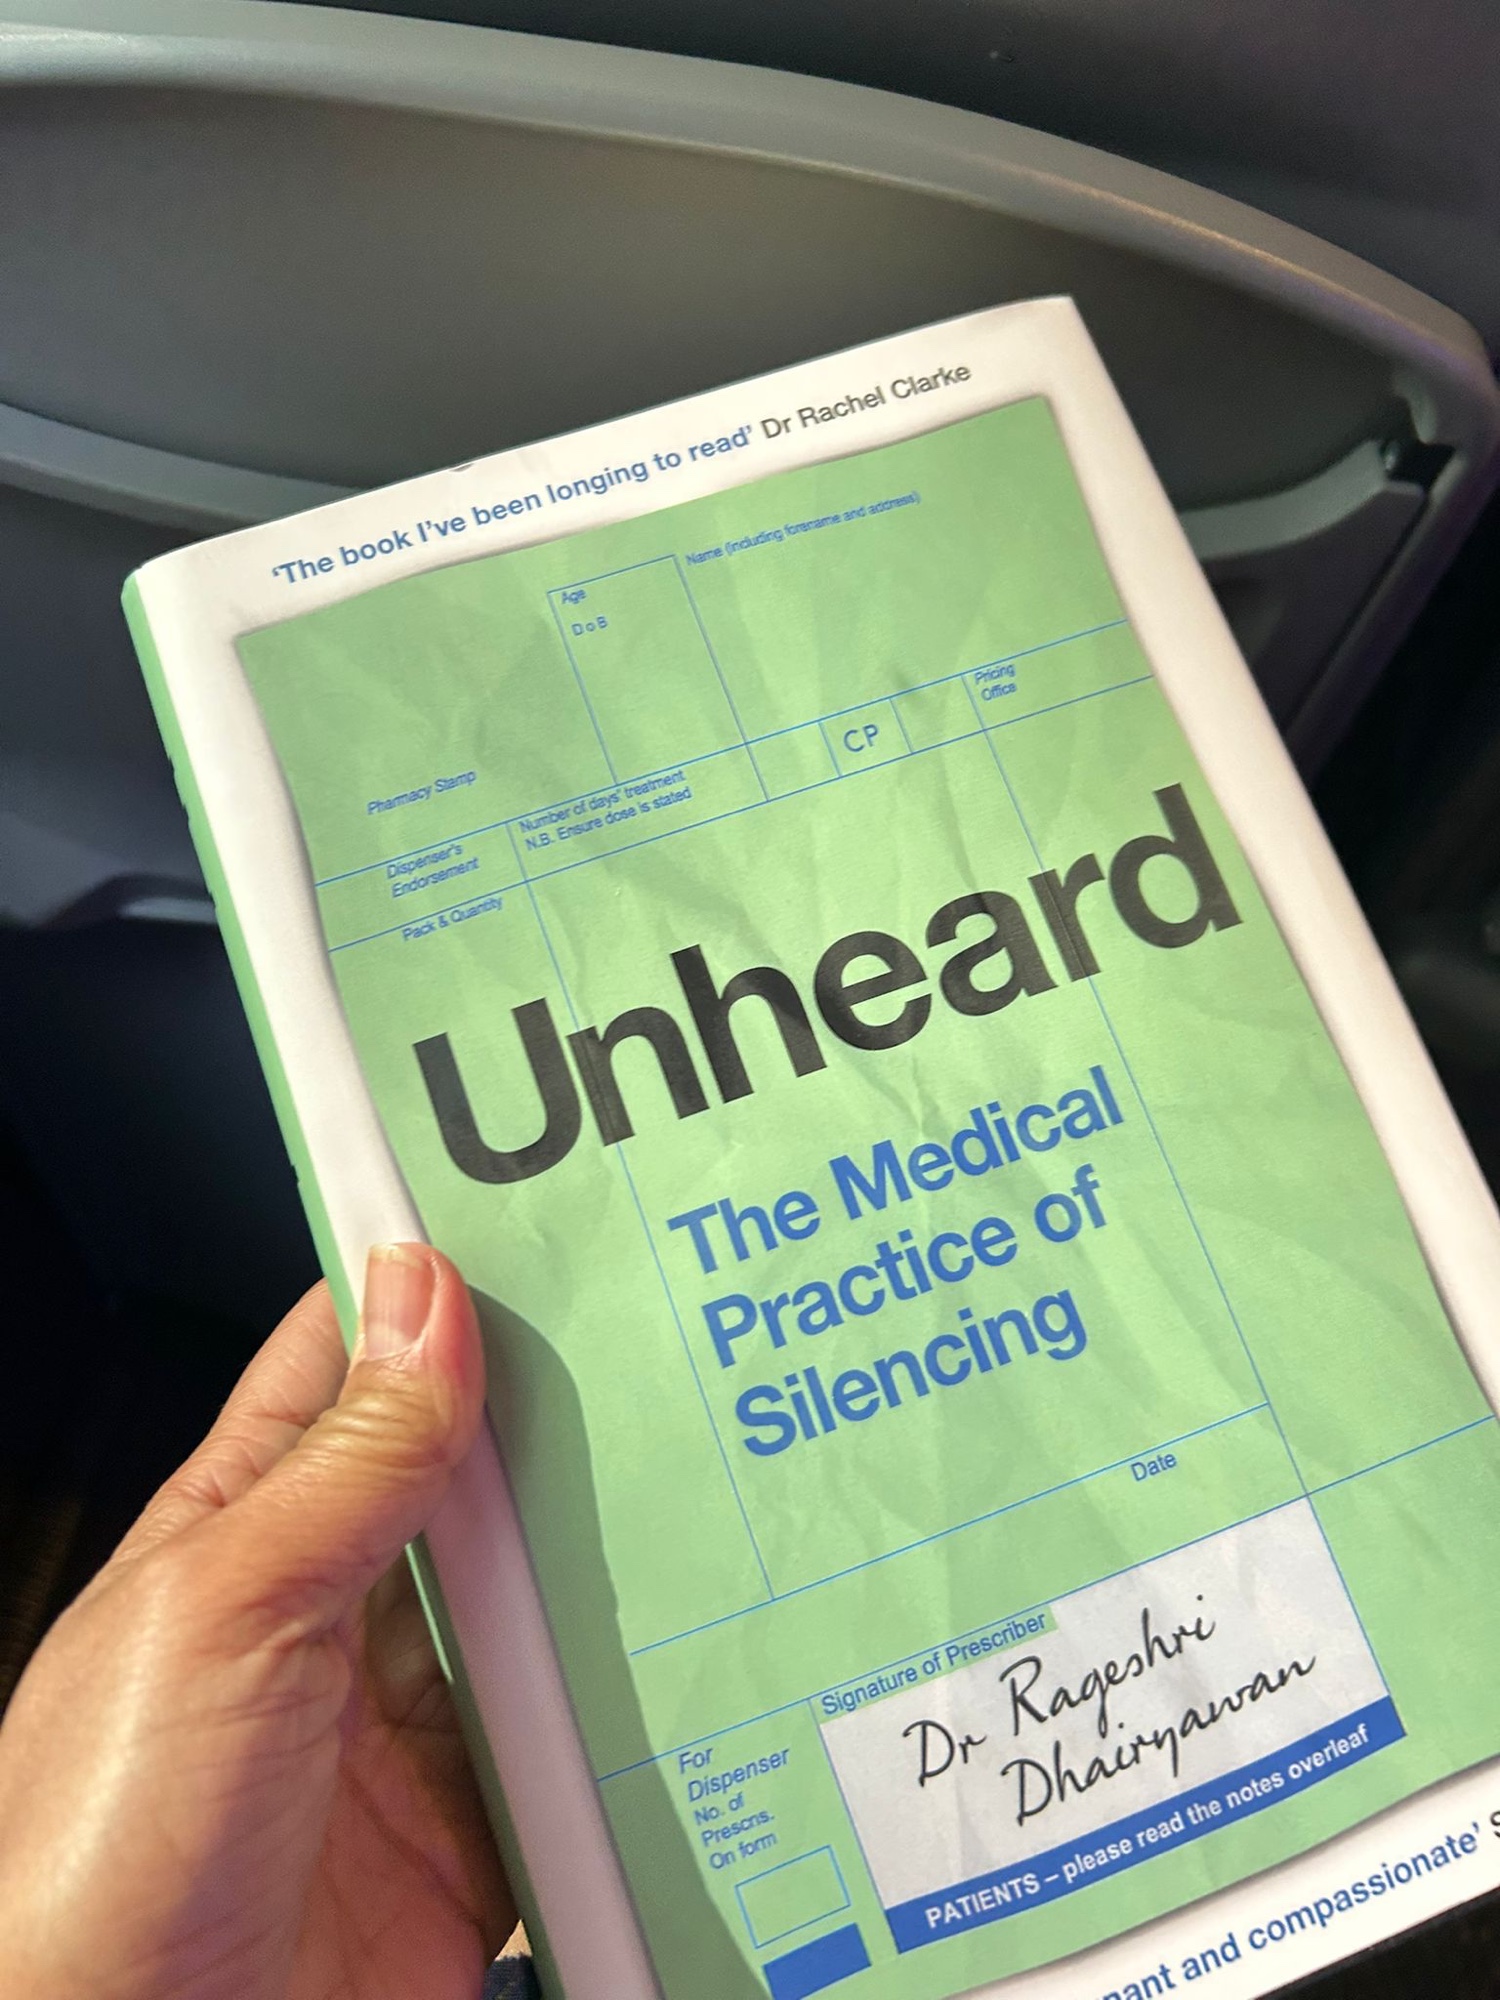 ‘The book I’ve been longing to read’ Dr Rachel Clarke
Pharmacy Stamp
Age
D o B
Name (including forename and address)
Dispenser's
Endorsement
Number of days' treatment
N.B. Ensure dose is stated
CP
Pricing
Office
Pack & Quantity
Unheard
The Medical
Practice of
Silencing
Date
Signature of Prescriber
Dr Rageshri
Dhairyawan
For
Dispenser
No. of
Prescns.
On form
PATIENTS – please read the notes overleaf
and compassionate’